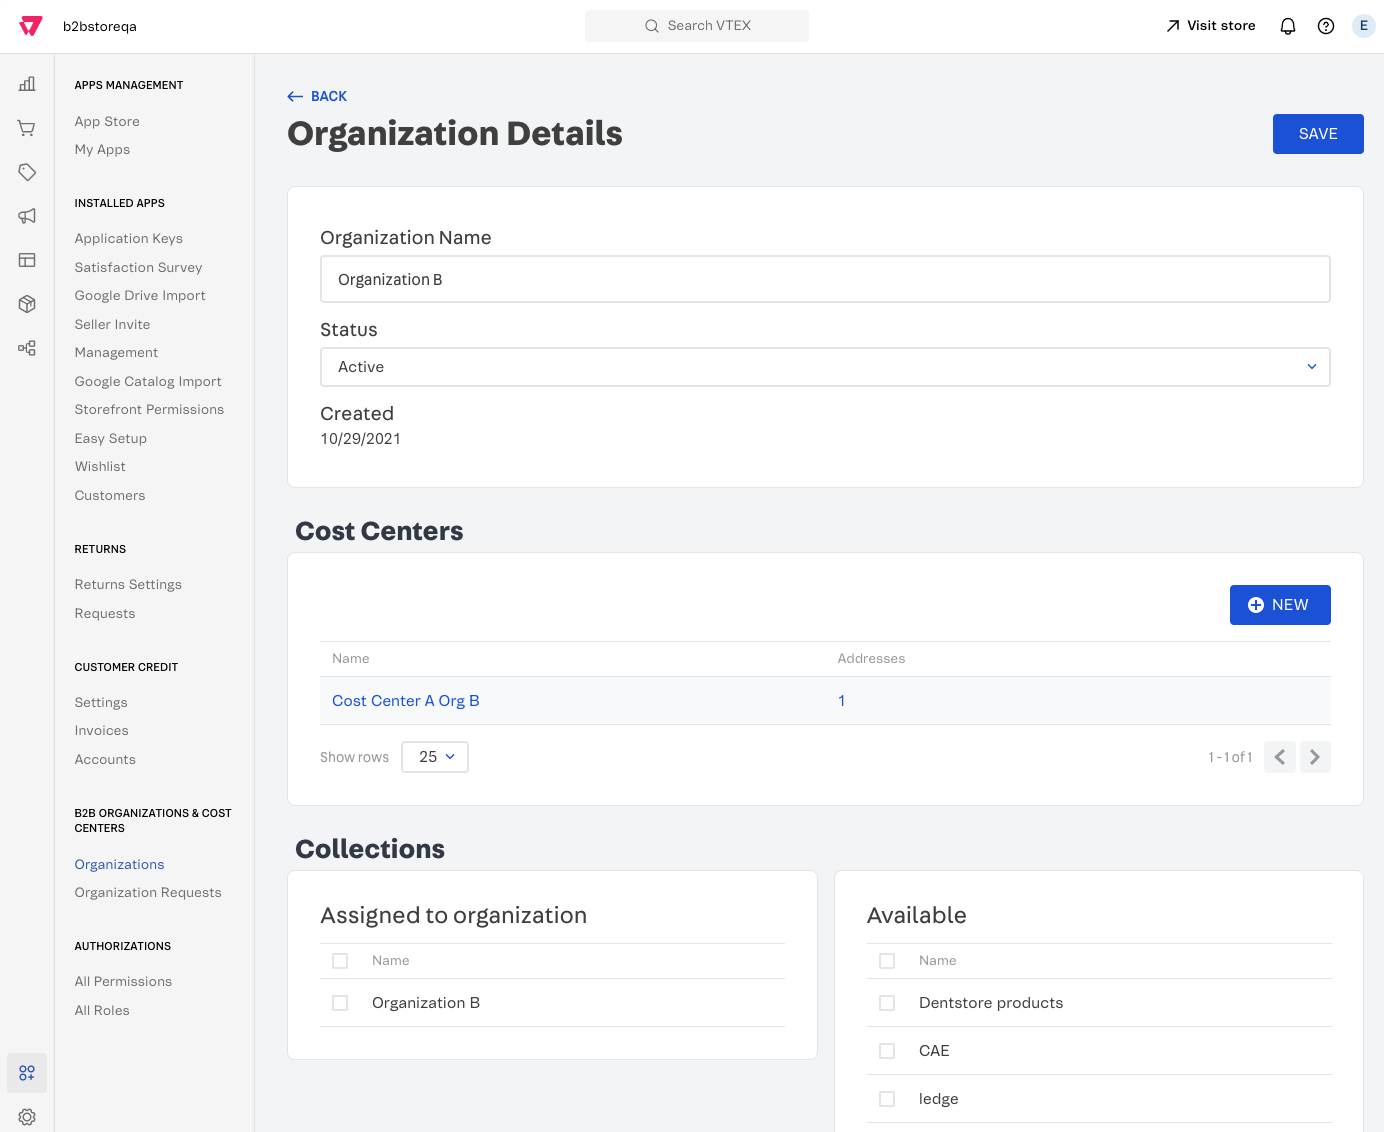 b2bstoreqa
Search VTEX
Visit store
E
APPS MANAGEMENT
App Store
My Apps
INSTALLED APPS
Application Keys
Satisfaction Survey
Google Drive Import
Seller Invite
Management
Google Catalog Import
Storefront Permissions
Easy Setup
Wishlist
Customers
RETURNS
Returns Settings
Requests
CUSTOMER CREDIT
Settings
Invoices
Accounts
B2B ORGANIZATIONS & COST
CENTERS
Organizations
Organization Requests
AUTHORIZATIONS
All Permissions
All Roles
BACK
Organization Details
SAVE
Organization Name
Organization B
Status
Active
Created
10/29/2021
Cost Centers
NEW
Name Addresses
Cost Center A Org B 1
Show rows 25 1 - 1 of 1
Collections
Assigned to organization
Name
Organization B
Available
Name
Dentstore products
CAE
ledge